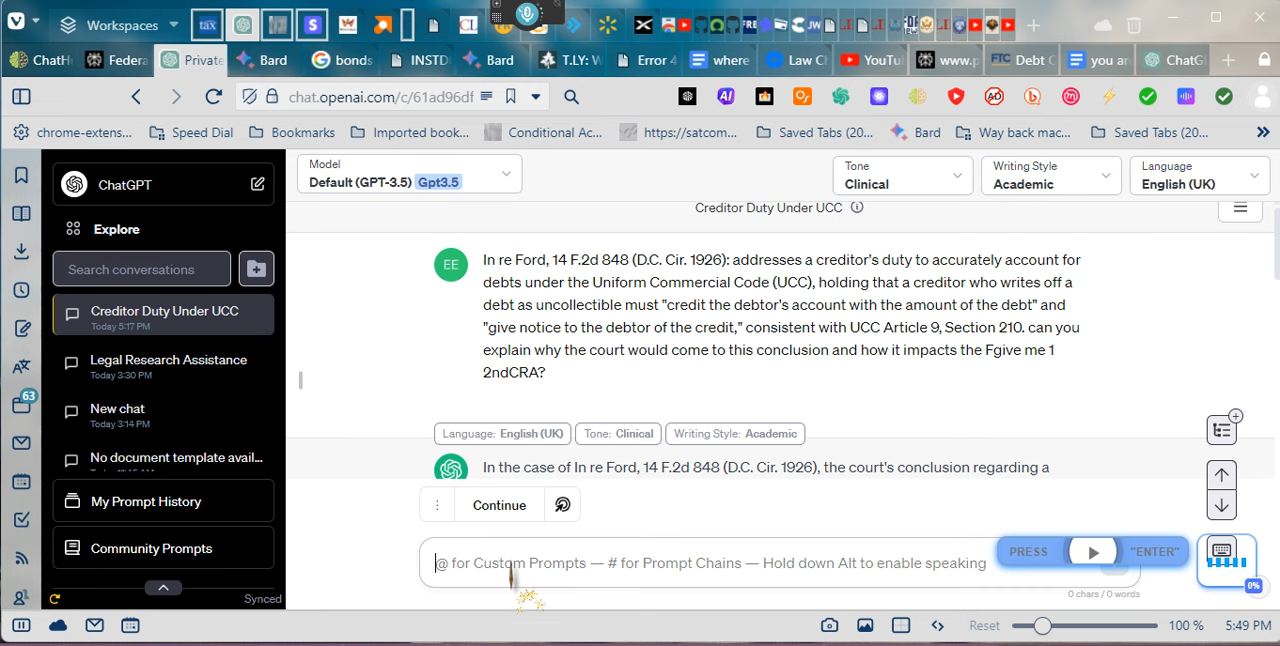 Workspaces
tax
S
CI
FRE
JW
ChatH
Federa
Private
Bard
bond
INSTD
Bard
T.LY:
Error 4
where
Law Cl
YouTu
www.p
FTC Debt C
you ar
ChatG
chat.openai.com/c/61ad96df
chrome-extens...
Speed Dial
Bookmarks
Imported book...
Conditional Ac...
https://satcom...
Saved Tabs (20...
Bard
Way back mac...
Saved Tabs (20...
ChatGPT
Model
Default (GPT-3.5) Gpt3.5
Tone
Clinical
Writing Style
Academic
Language
English (UK)
Explore
Search conversations
Creditor Duty Under UCC
Today 5:17 PM
Legal Research Assistance
Today 3:30 PM
New chat
Today 3:14 PM
No document template avail...
My Prompt History
Community Prompts
Synced
63
Creditor Duty Under UCC
EE
In re Ford, 14 F.2d 848 (D.C. Cir. 1926): addresses a creditor's duty to accurately account for
debts under the Uniform Commercial Code (UCC), holding that a creditor who writes off a
debt as uncollectible must "credit the debtor's account with the amount of the debt" and
"give notice to the debtor of the credit," consistent with UCC Article 9, Section 210. can you
explain why the court would come to this conclusion and how it impacts the Fgive me 1
2ndCRA?
Language: English (UK)
Tone: Clinical
Writing Style: Academic
In the case of In re Ford, 14 F.2d 848 (D.C. Cir. 1926), the court's conclusion regarding a
Continue
@ for Custom Prompts — # for Prompt Chains — Hold down Alt to enable speaking
PRESS
"ENTER"
0%
0 chars / 0 words
Reset
100 %
5:49 PM